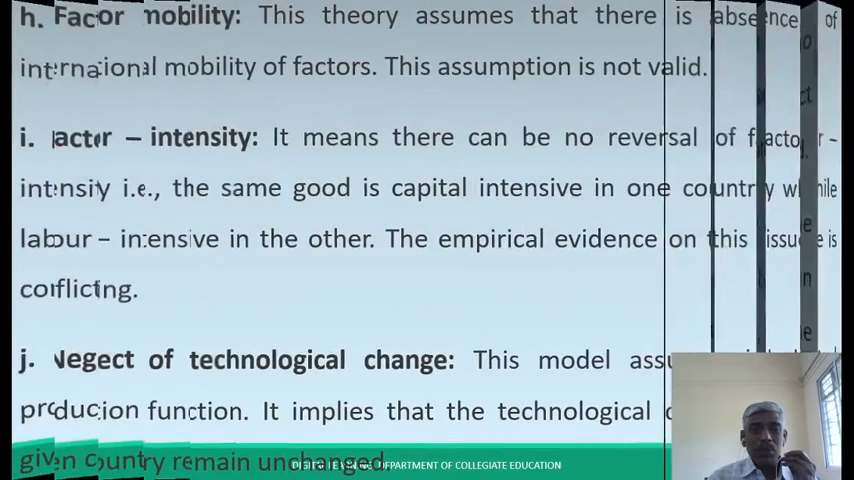 h. Factor mobility: This theory assumes that there is absence of
international mobility of factors. This assumption is not valid.
i. Factor – intensity: It means there can be no reversal of factor –
intensity i.e., the same good is capital intensive in one country while
labour – intensive in the other. The empirical evidence on this issue is
conflicting.
j. Neglect of technological change: This model
production function. It implies that the technological
given country remain unchanged.
DEPARTMENT OF COLLEGIATE EDUCATION